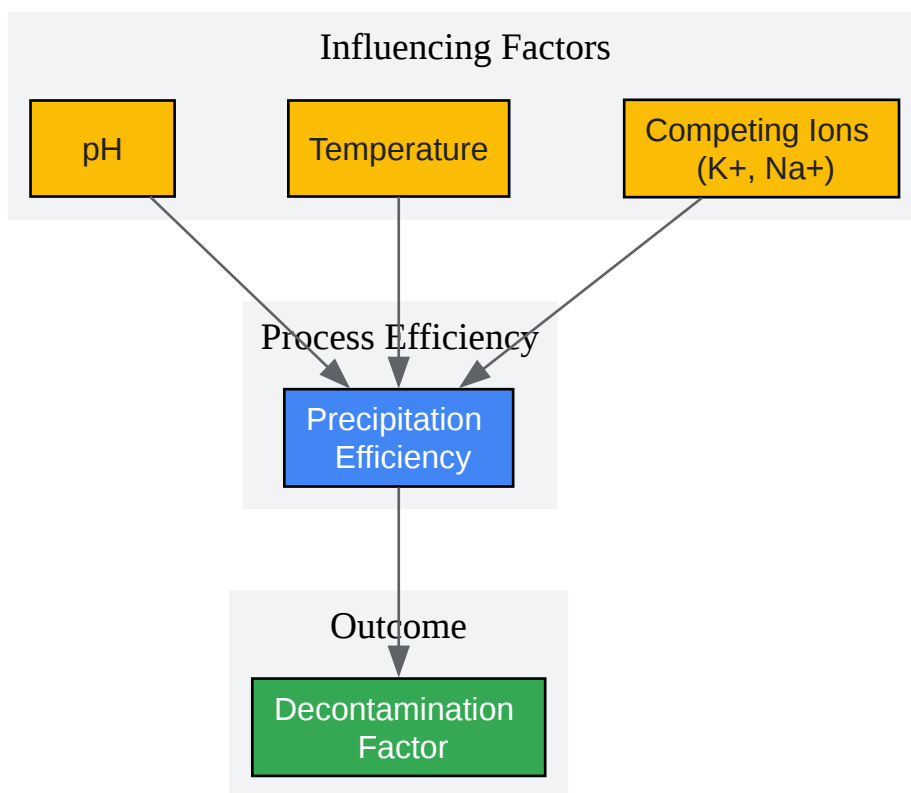 Influencing Factors
pH
Temperature
Competing Ions
(K+, Na+)
Process Efficiency
Precipitation
Efficiency
Outcome
Decontamination
Factor